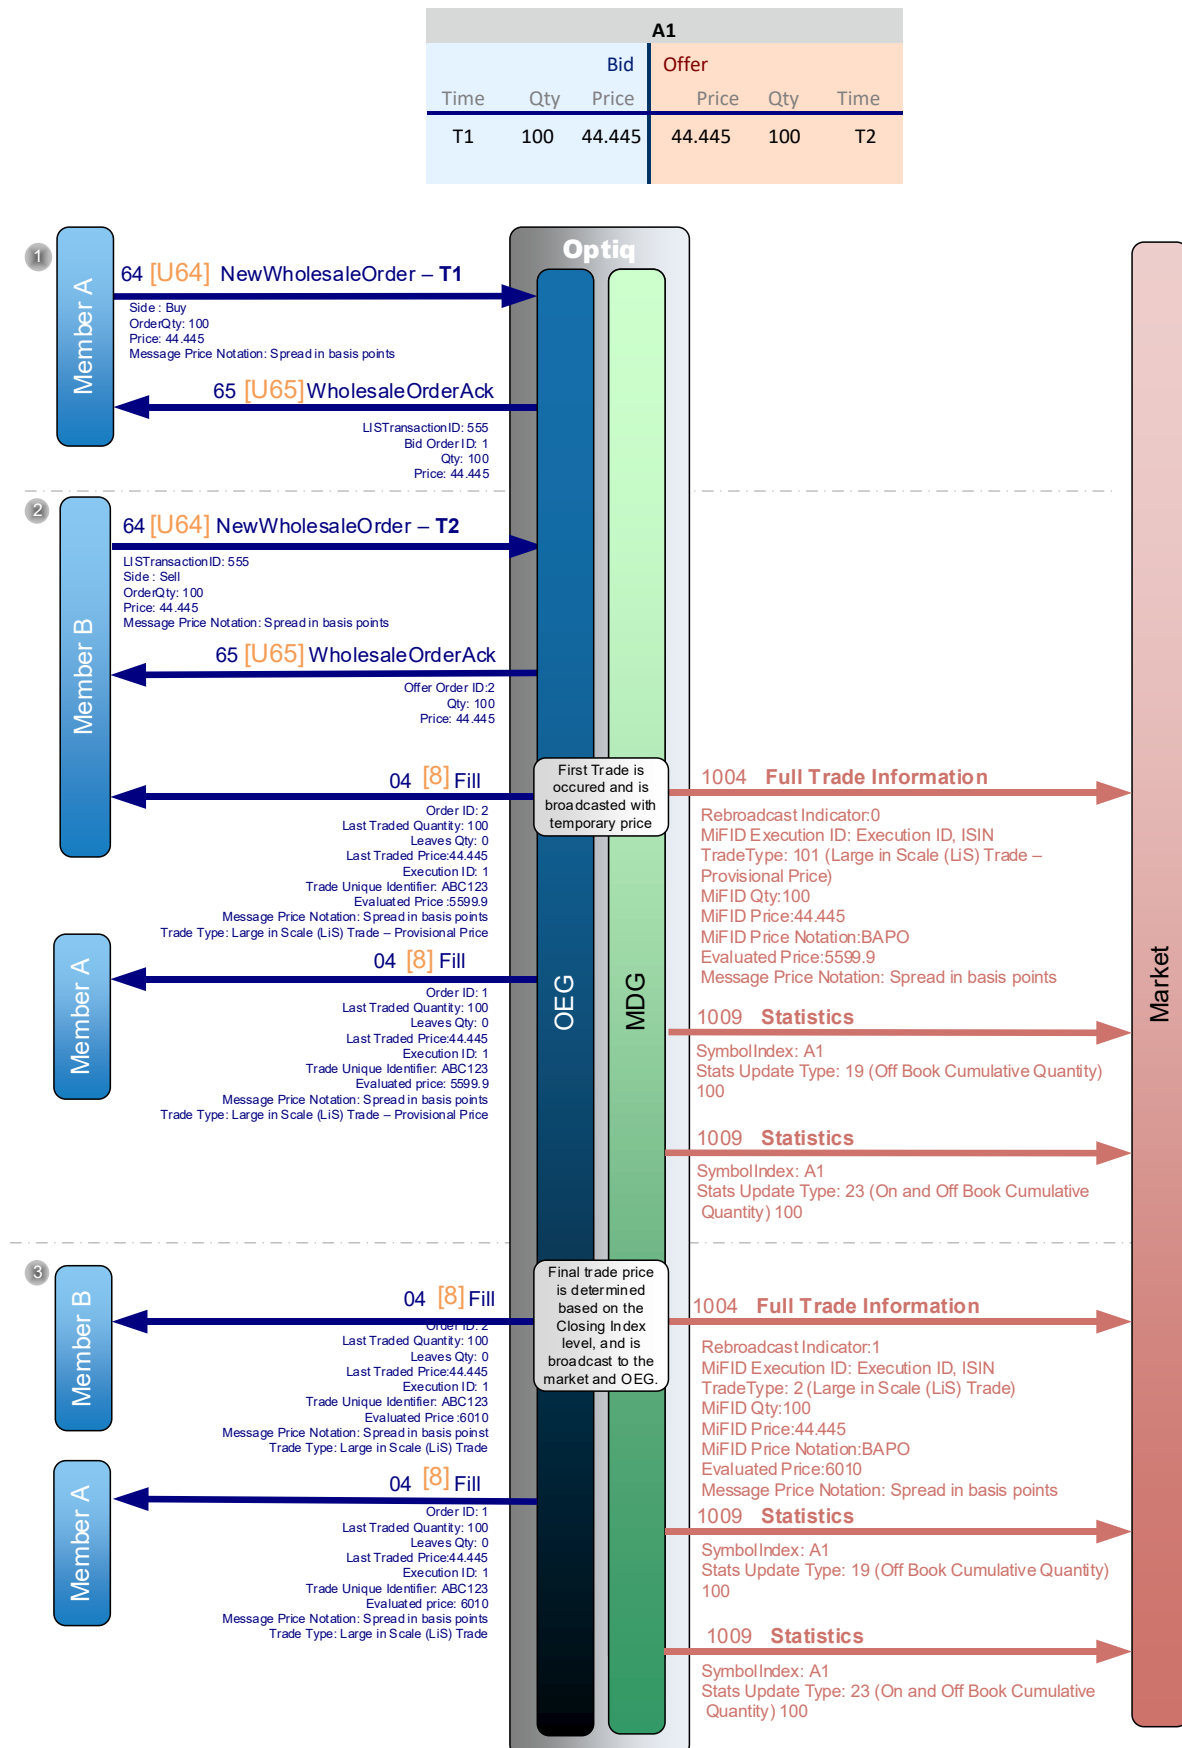 A1
Bid Offer
Time Qty Price Price Qty Time
T1 100 44.445 44.445 100 T2
Optiq
1
Member A
64 [U64] NewWholesaleOrder – T1
Side : Buy
OrderQty: 100
Price: 44.445
Message Price Notation: Spread in basis points
65 [U65] WholesaleOrderAck
LISTransactionID: 555
Bid Order ID: 1
Qty: 100
Price: 44.445
2
Member B
64 [U64] NewWholesaleOrder – T2
LISTransactionID: 555
Side : Sell
OrderQty: 100
Price: 44.445
Message Price Notation: Spread in basis points
65 [U65] WholesaleOrderAck
Offer Order ID:2
Qty: 100
Price: 44.445
04 [8] Fill
Order ID: 2
Last Traded Quantity: 100
Leaves Qty: 0
Last Traded Price:44.445
Execution ID: 1
Trade Unique Identifier: ABC123
Evaluated Price :5599.9
Message Price Notation: Spread in basis points
Trade Type: Large in Scale (LiS) Trade – Provisional Price
First Trade is
occured and is
broadcasted with
temporary price
1004 Full Trade Information
Rebroadcast Indicator:0
MiFID Execution ID: Execution ID, ISIN
TradeType: 101 (Large in Scale (LiS) Trade –
Provisional Price)
MiFID Qty:100
MiFID Price:44.445
MiFID Price Notation:BAPO
Evaluated Price:5599.9
Message Price Notation: Spread in basis points
Member A
04 [8] Fill
Order ID: 1
Last Traded Quantity: 100
Leaves Qty: 0
Last Traded Price:44.445
Execution ID: 1
Trade Unique Identifier: ABC123
Evaluated price: 5599.9
Message Price Notation: Spread in basis points
Trade Type: Large in Scale (LiS) Trade – Provisional Price
OEG
MDG
Market
1009 Statistics
SymbolIndex: A1
Stats Update Type: 19 (Off Book Cumulative Quantity)
100
1009 Statistics
SymbolIndex: A1
Stats Update Type: 23 (On and Off Book Cumulative
Quantity) 100
3
Member B
04 [8] Fill
Order ID: 2
Last Traded Quantity: 100
Leaves Qty: 0
Last Traded Price:44.445
Execution ID: 1
Trade Unique Identifier: ABC123
Evaluated Price :6010
Message Price Notation: Spread in basis poinst
Trade Type: Large in Scale (LiS) Trade
Final trade price
is determined
based on the
Closing Index
level, and is
broadcast to the
market and OEG.
1004 Full Trade Information
Rebroadcast Indicator:1
MiFID Execution ID: Execution ID, ISIN
TradeType: 2 (Large in Scale (LiS) Trade)
MiFID Qty:100
MiFID Price:44.445
MiFID Price Notation:BAPO
Evaluated Price:6010
Message Price Notation: Spread in basis points
Member A
04 [8] Fill
Order ID: 1
Last Traded Quantity: 100
Leaves Qty: 0
Last Traded Price:44.445
Execution ID: 1
Trade Unique Identifier: ABC123
Evaluated price: 6010
Message Price Notation: Spread in basis points
Trade Type: Large in Scale (LiS) Trade
1009 Statistics
SymbolIndex: A1
Stats Update Type: 19 (Off Book Cumulative Quantity)
100
1009 Statistics
SymbolIndex: A1
Stats Update Type: 23 (On and Off Book Cumulative
Quantity) 100